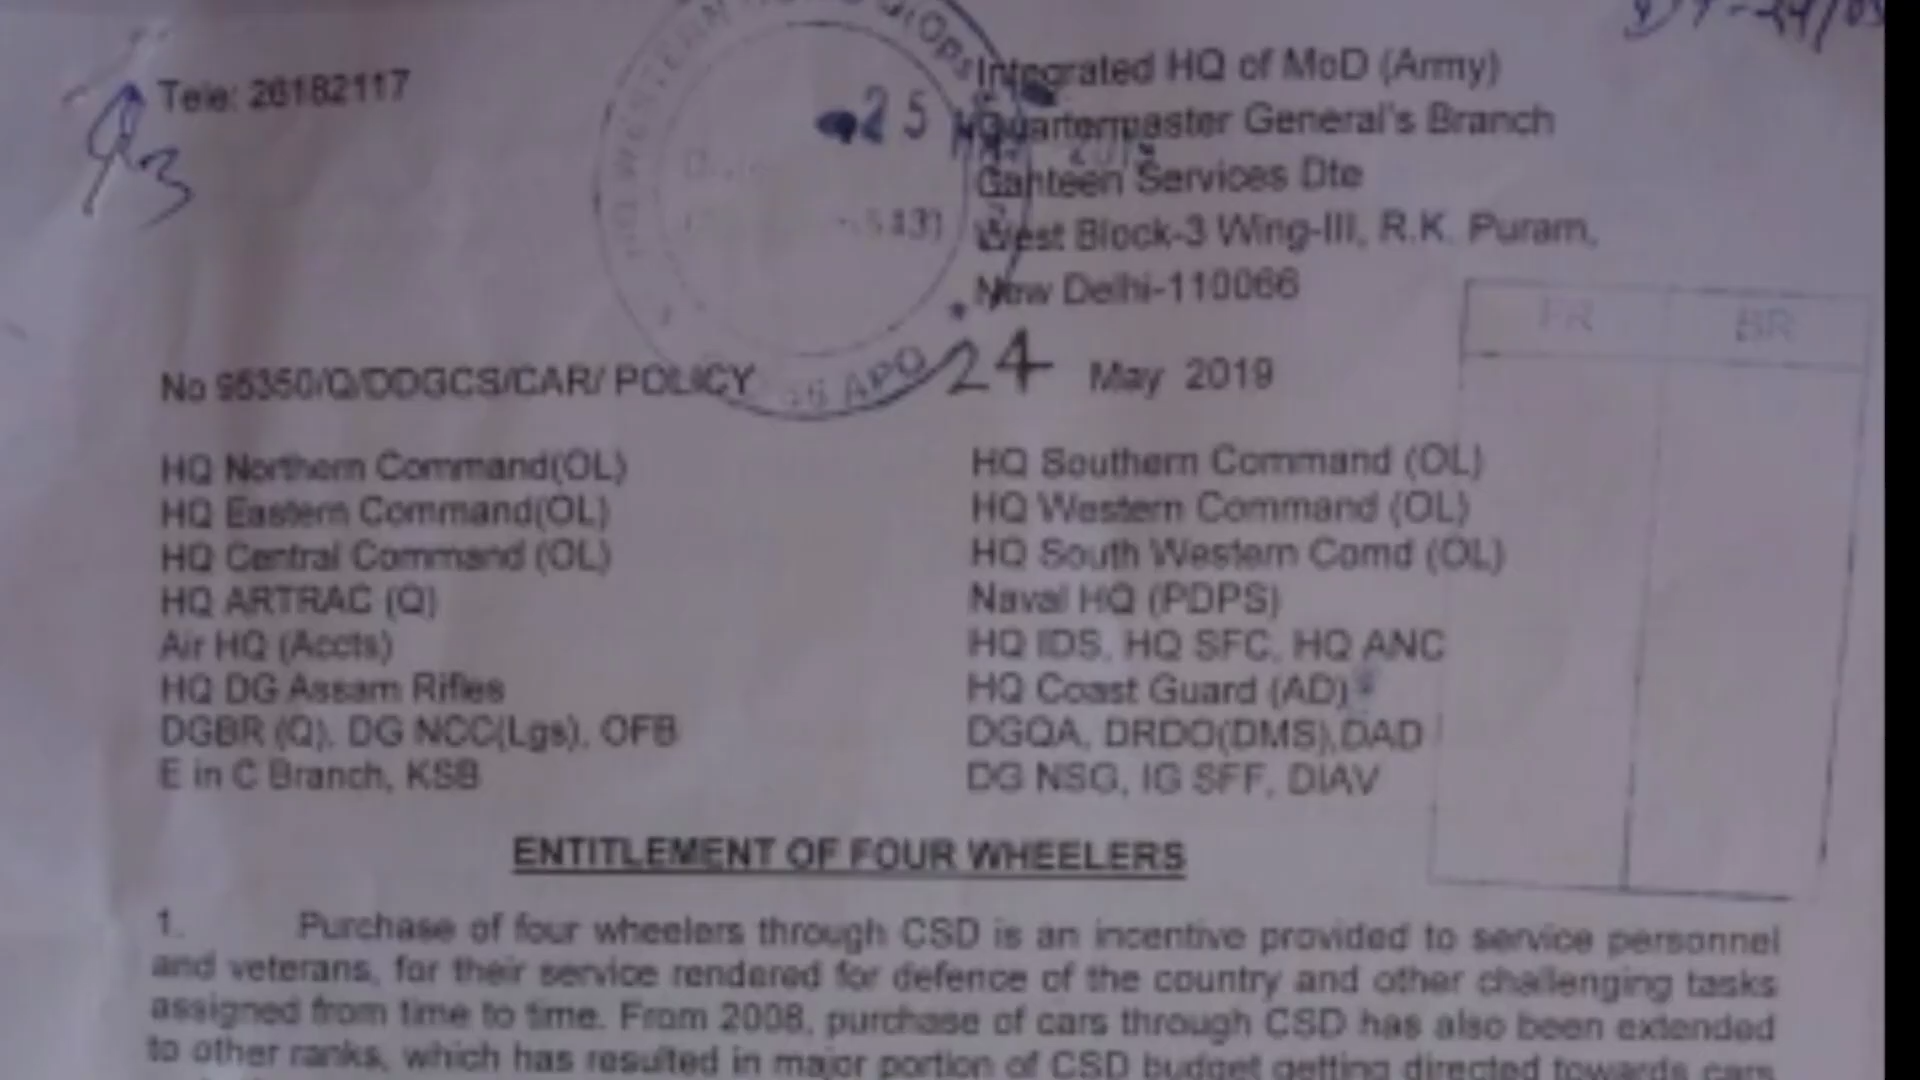 Tele: 26182117
Integrated HQ of MoD (Army)
Quartermaster General's Branch
Canteen Services Dte
West Block-3 Wing-III, R.K. Puram,
New Delhi-110066
25
HQ WESTERN
56 APO
FR BR
No 95350/Q/DDGCS/CAR/ POLICY
24 May 2019
HQ Northern Command(OL) HQ Southern Command (OL)
HQ Eastern Command(OL) HQ Western Command (OL)
HQ Central Command (OL) HQ South Western Comd (OL)
HQ ARTRAC (Q) Naval HQ (PDPS)
Air HQ (Accts) HQ IDS, HQ SFC, HQ ANC
HQ DG Assam Rifles HQ Coast Guard (AD)
DGBR (Q), DG NCC(Lgs), OFB DGQA, DRDO(DMS),DAD
E in C Branch, KSB DG NSG, IG SFF, DIAV
ENTITLEMENT OF FOUR WHEELERS
1. Purchase of four wheelers through CSD is an incentive provided to service personnel
and veterans, for their service rendered for defence of the country and other challenging tasks
assigned from time to time. From 2008, purchase of cars through CSD has also been extended
to other ranks, which has resulted in major portion of CSD budget getting directed towards cars